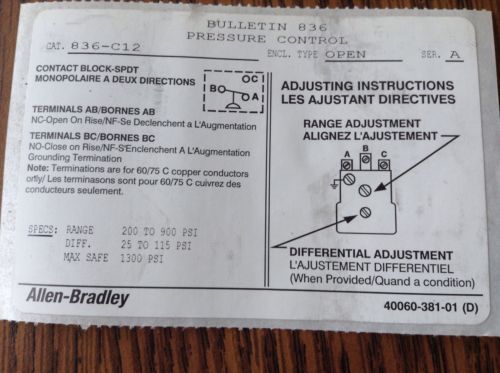 BULLETIN 836
PRESSURE CONTROL
CAT. 836-C12 ENCL. TYPE OPEN SER. A
CONTACT BLOCK-SPDT
MONOPOLAIRE A DEUX DIRECTIONS
OC
B
A
TERMINALS AB/BORNES AB
NC-Open On Rise/NF-Se Declenchent a L'Augmentation
TERMINALS BC/BORNES BC
NO-Close on Rise/NF-S'Enclenchent A L'Augmentation
Grounding Termination
Note: Terminations are for 60/75 C copper conductors
only/ Les terminasons sont pour 60/75 C cuivrez des
conducteurs seulement.
SPECS: RANGE 200 TO 900 PSI
DIFF. 25 TO 115 PSI
MAX SAFE 1300 PSI
ADJUSTING INSTRUCTIONS
LES AJUSTANT DIRECTIVES
RANGE ADJUSTMENT
ALIGNEZ L'AJUSTEMENT
A B C
DIFFERENTIAL ADJUSTMENT
L'AJUSTEMENT DIFFERENTIEL
(When Provided/Quand a condition)
Allen-Bradley
40060-381-01 (D)